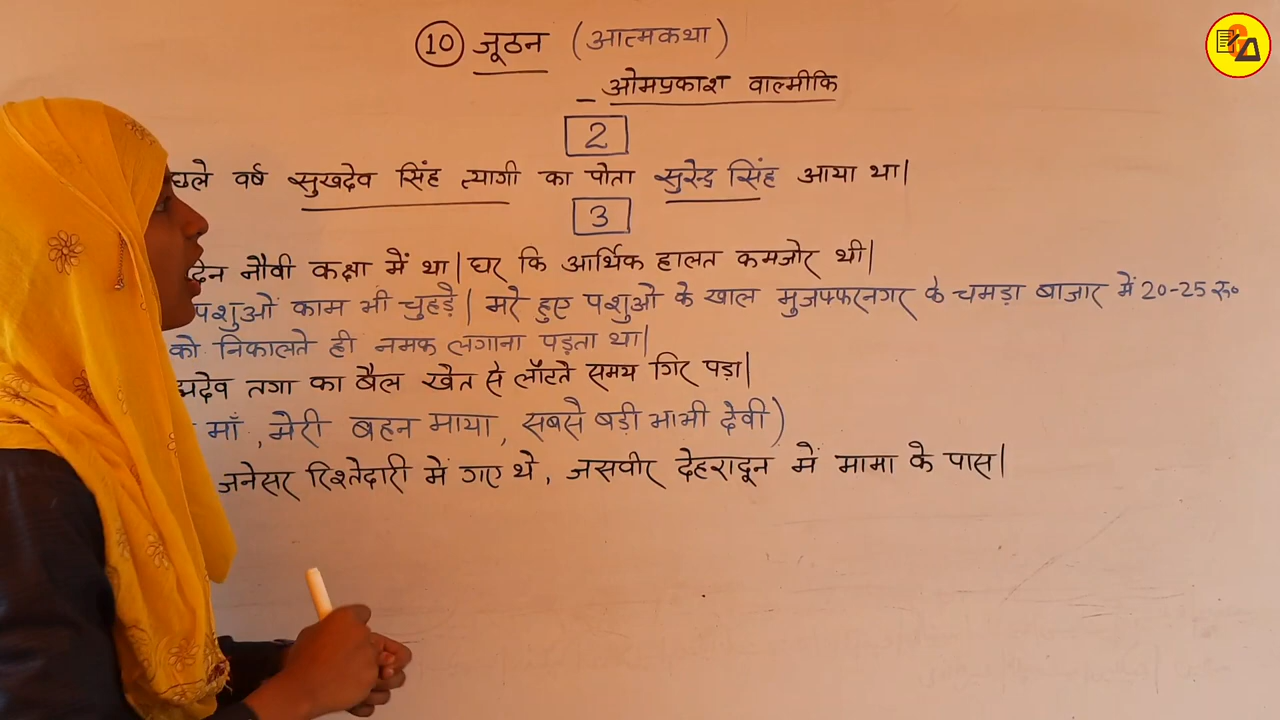 10 जूठन (आत्मकथा)
– ओमप्रकाश वाल्मीकि
2
वर्ष सुखदेव सिंह त्यागी का पोता सुरेन्द्र सिंह आया था|
3
नौवी कक्षा में था| घर कि आर्थिक हालत कमजोर थी|
पशुओं काम भी चुहड़े| मरे हुए पशुओ के खाल मुजफ्फरनगर के चमड़ा बाजार में 20-25 रू०
को निकालते ही नमक लगाना पड़ता था|
तगा का बैल खेत से लौटते समय गिर पड़ा|
माँ, मेरी बहन माया, सबसे बड़ी भाभी देवी)
जनेसर रिश्तेदारी में गए थे, जसवीर देहरादून में मामा के पास|